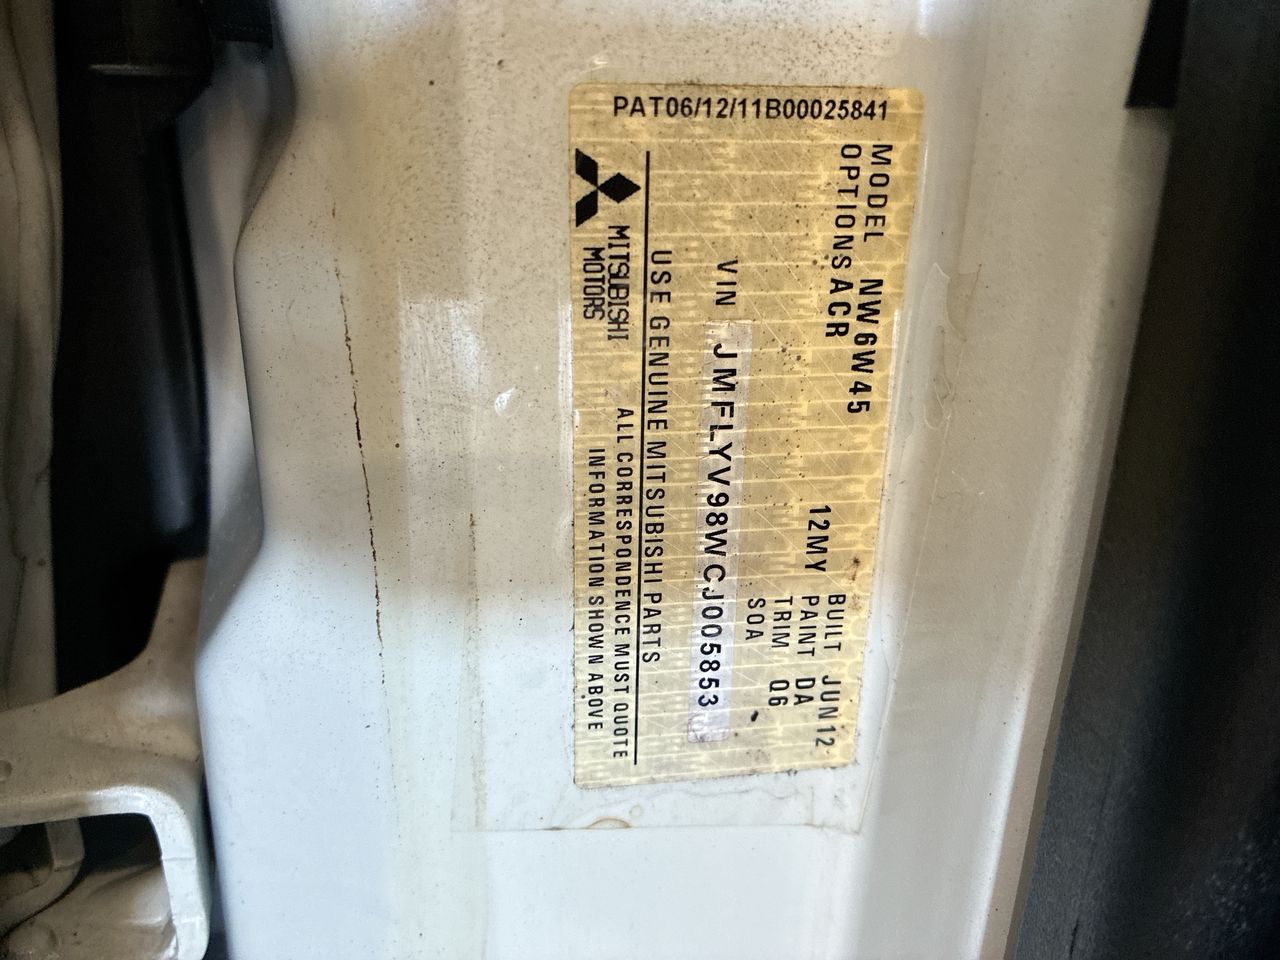 PAT06/12/11B00025841
MODEL NW6W45
OPTIONS ACR
12MY
BUILT JUN12
PAINT DA
TRIM Q6
SOA
VIN JMFLYV98WCJ005853
USE GENUINE MITSUBISHI PARTS
MITSUBISHI
MOTORS
ALL CORRESPONDENCE MUST QUOTE
INFORMATION SHOWN ABOVE